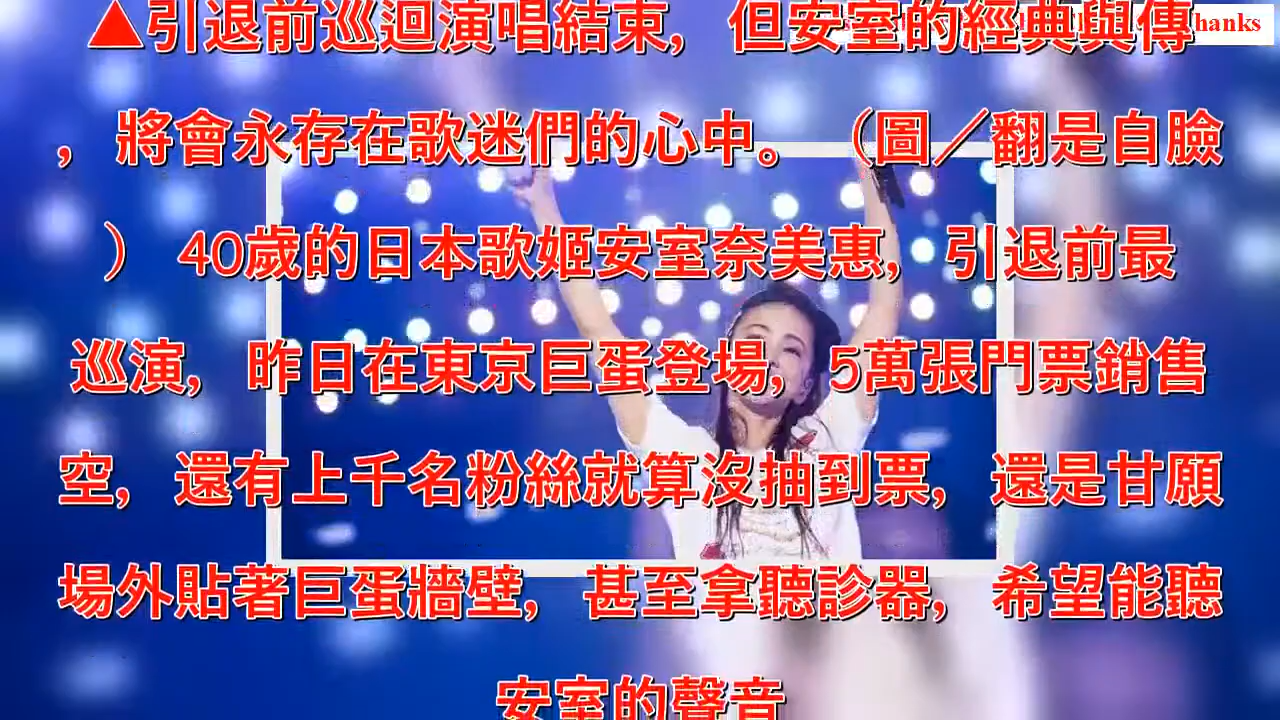 ▲引退前巡迴演唱結束， 但安室的經典與傳
hanks
， 將會永存在歌迷們的心中。 （圖／翻是自臉
） 40歲的日本歌姬安室奈美惠， 引退前最
巡演， 昨日在東京巨蛋登場， 5萬張門票銷售
空， 還有上千名粉絲就算沒抽到票， 還是甘願
場外貼著巨蛋牆壁， 甚至拿聽診器， 希望能聽
安室的聲音